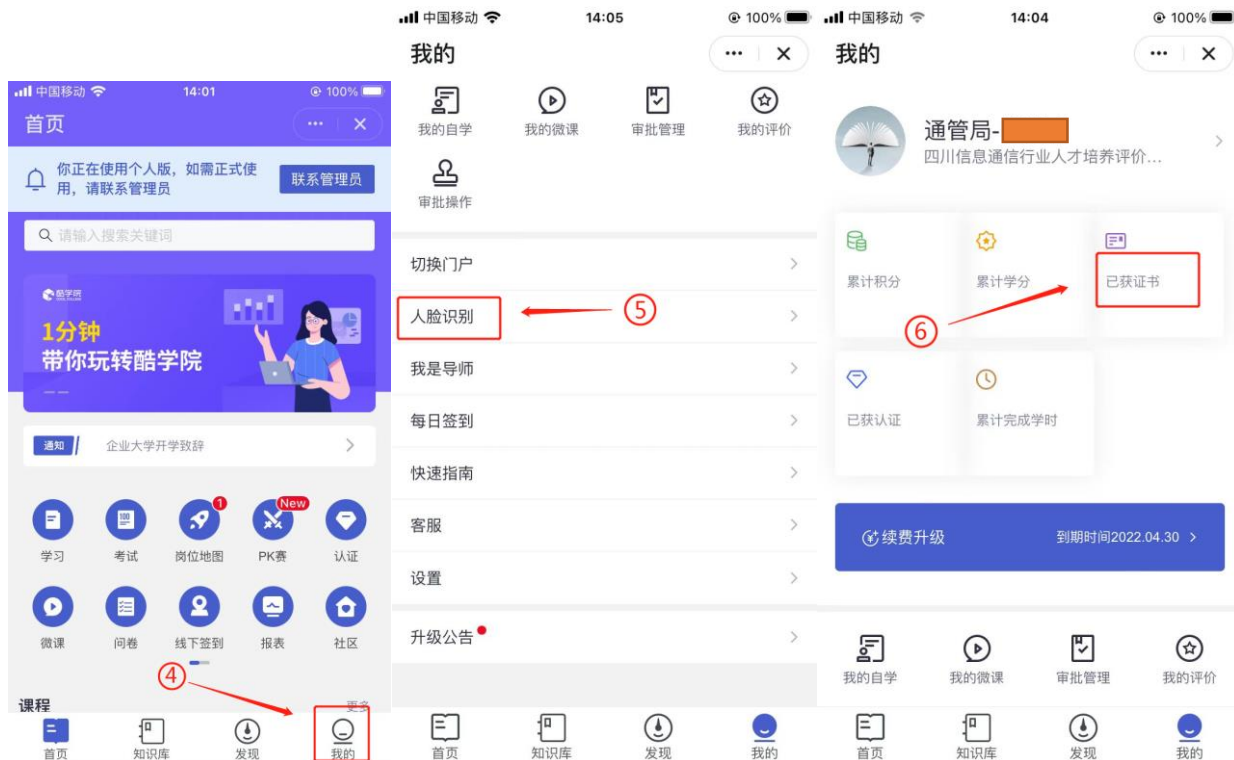 中国移动 14:01 100%
首页
你正在使用个人版，如需正式使
用，请联系管理员
联系管理员
请输入搜索关键词
酷学院
1分钟
带你玩转酷学院
通知 企业大学开学致辞
1 New
100
学习 考试 岗位地图 PK赛 认证
微课 问卷 线下签到 报表 社区
④
课程 更多
首页 知识库 发现 我的
中国移动 14:05 100%
我的
我的自学 我的微课 审批管理 我的评价
审批操作
切换门户
人脸识别 ⑤
我是导师
每日签到
快速指南
客服
设置
升级公告
首页 知识库 发现 我的
中国移动 14:04 100%
我的
通管局-
四川信息通信行业人才培养评价...
累计积分 累计学分 已获证书
⑥
已获认证 累计完成学时
续费升级 到期时间2022.04.30
我的自学 我的微课 审批管理 我的评价
首页 知识库 发现 我的